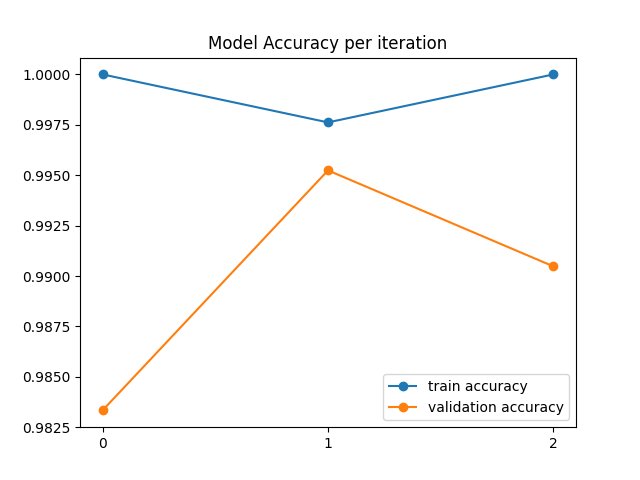 Model Accuracy per iteration
1.0000
0.9975
0.9950
0.9925
0.9900
0.9875
0.9850
0.9825
0 1 2
train accuracy
validation accuracy